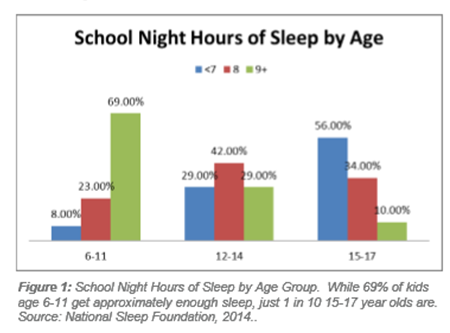 School Night Hours of Sleep by Age
<7 8 9+
69.00%
56.00%
42.00%
34.00%
29.00% 29.00%
23.00%
8.00% 10.00%
6-11 12-14 15-17
Figure 1: School Night Hours of Sleep by Age Group. While 69% of kids
age 6-11 get approximately enough sleep, just 1 in 10 15-17 year olds are.
Source: National Sleep Foundation, 2014..